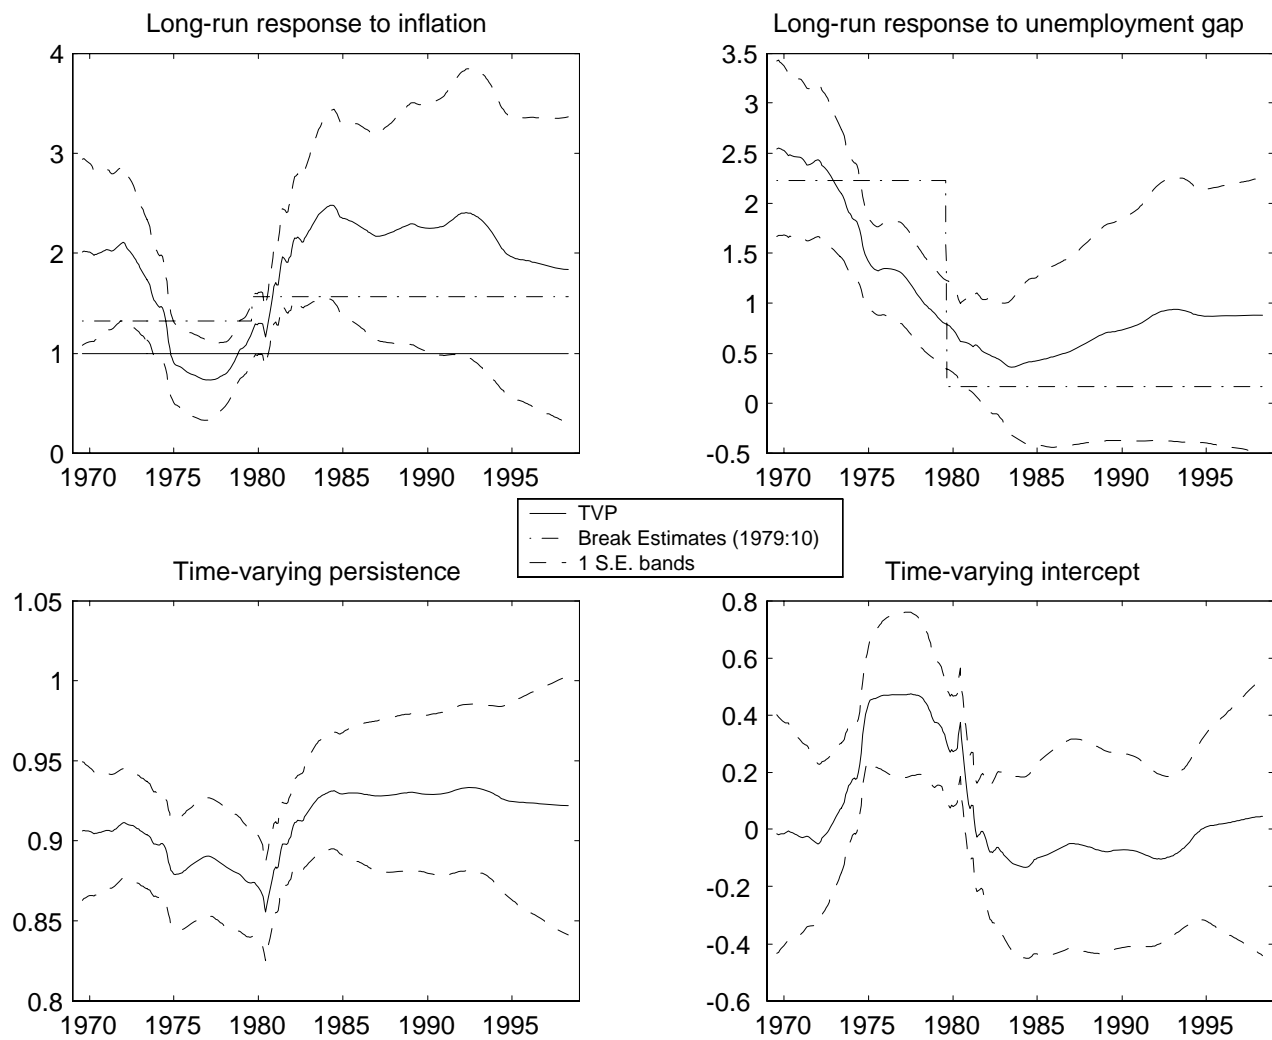 Long-run response to inflation
4
3
2
1
0
1970 1975 1980 1985 1990 1995
Long-run response to unemployment gap
3.5
3
2.5
2
1.5
1
0.5
0
-0.5
1970 1975 1980 1985 1990 1995
TVP
Break Estimates (1979:10)
1 S.E. bands
Time-varying persistence
1.05
1
0.95
0.9
0.85
0.8
1970 1975 1980 1985 1990 1995
Time-varying intercept
0.8
0.6
0.4
0.2
0
-0.2
-0.4
-0.6
1970 1975 1980 1985 1990 1995